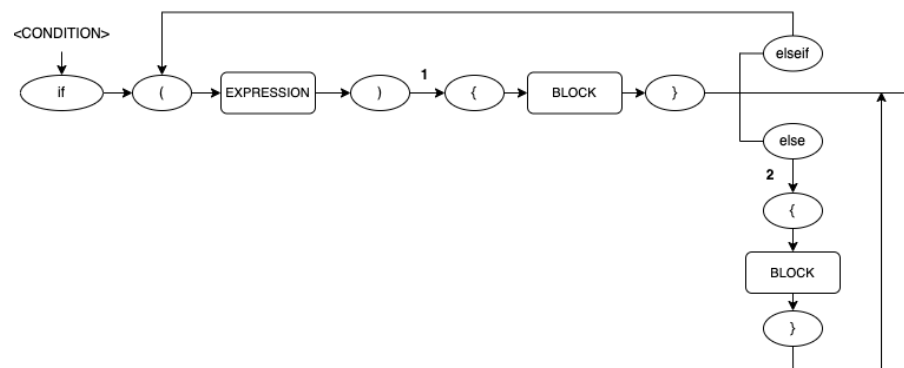 <CONDITION>
elseif
if
(
EXPRESSION
)
1
{
BLOCK
}
else
2
{
BLOCK
}